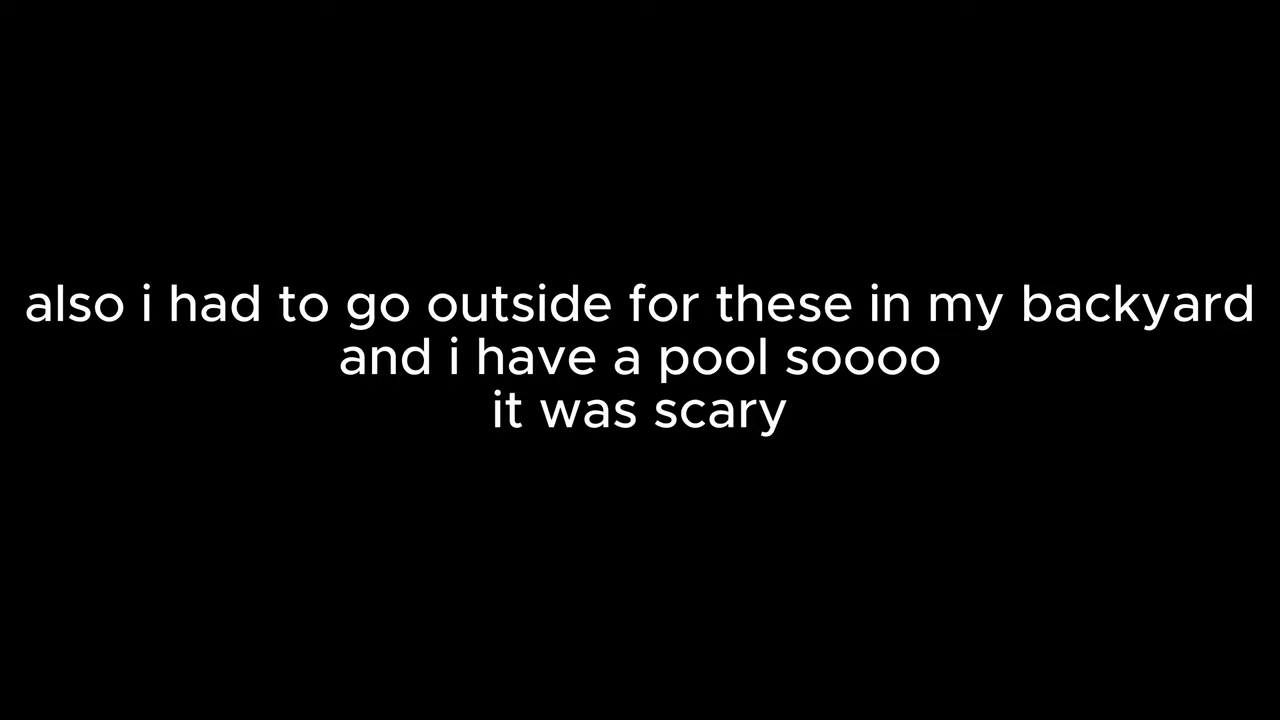 also i had to go outside for these in my backyard
and i have a pool soooo
it was scary